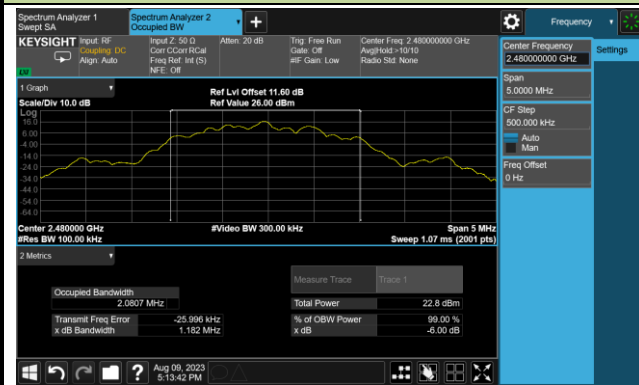 Spectrum Analyzer 1
Swept SA
Spectrum Analyzer 2
Occupied BW
+
Frequency
KEYSIGHT
Input: RF
Coupling: DC
Align: Auto
Input Z: 50 Ω
Corr CCorr RCal
Freq Ref: Int (S)
NFE: Off
Atten: 20 dB
Trig: Free Run
Gate: Off
#IF Gain: Low
Center Freq: 2.480000000 GHz
Avg|Hold:>10/10
Radio Std: None
Center Frequency
2.480000000 GHz
Settings
Span
5.0000 MHz
CF Step
500.000 kHz
Auto
Man
Freq Offset
0 Hz
1 Graph
Scale/Div 10.0 dB
Ref Lvl Offset 11.60 dB
Ref Value 26.00 dBm
Log
16.0
6.00
-4.00
-14.0
-24.0
-34.0
-44.0
-54.0
-64.0
Center 2.480000 GHz
#Res BW 100.00 kHz
#Video BW 300.00 kHz
Span 5 MHz
Sweep 1.07 ms (2001 pts)
2 Metrics
Measure Trace
Trace 1
Occupied Bandwidth
2.0807 MHz
Total Power
22.8 dBm
Transmit Freq Error
-25.996 kHz
% of OBW Power
99.00 %
x dB Bandwidth
1.182 MHz
x dB
-6.00 dB
?
Aug 09, 2023
5:13:42 PM